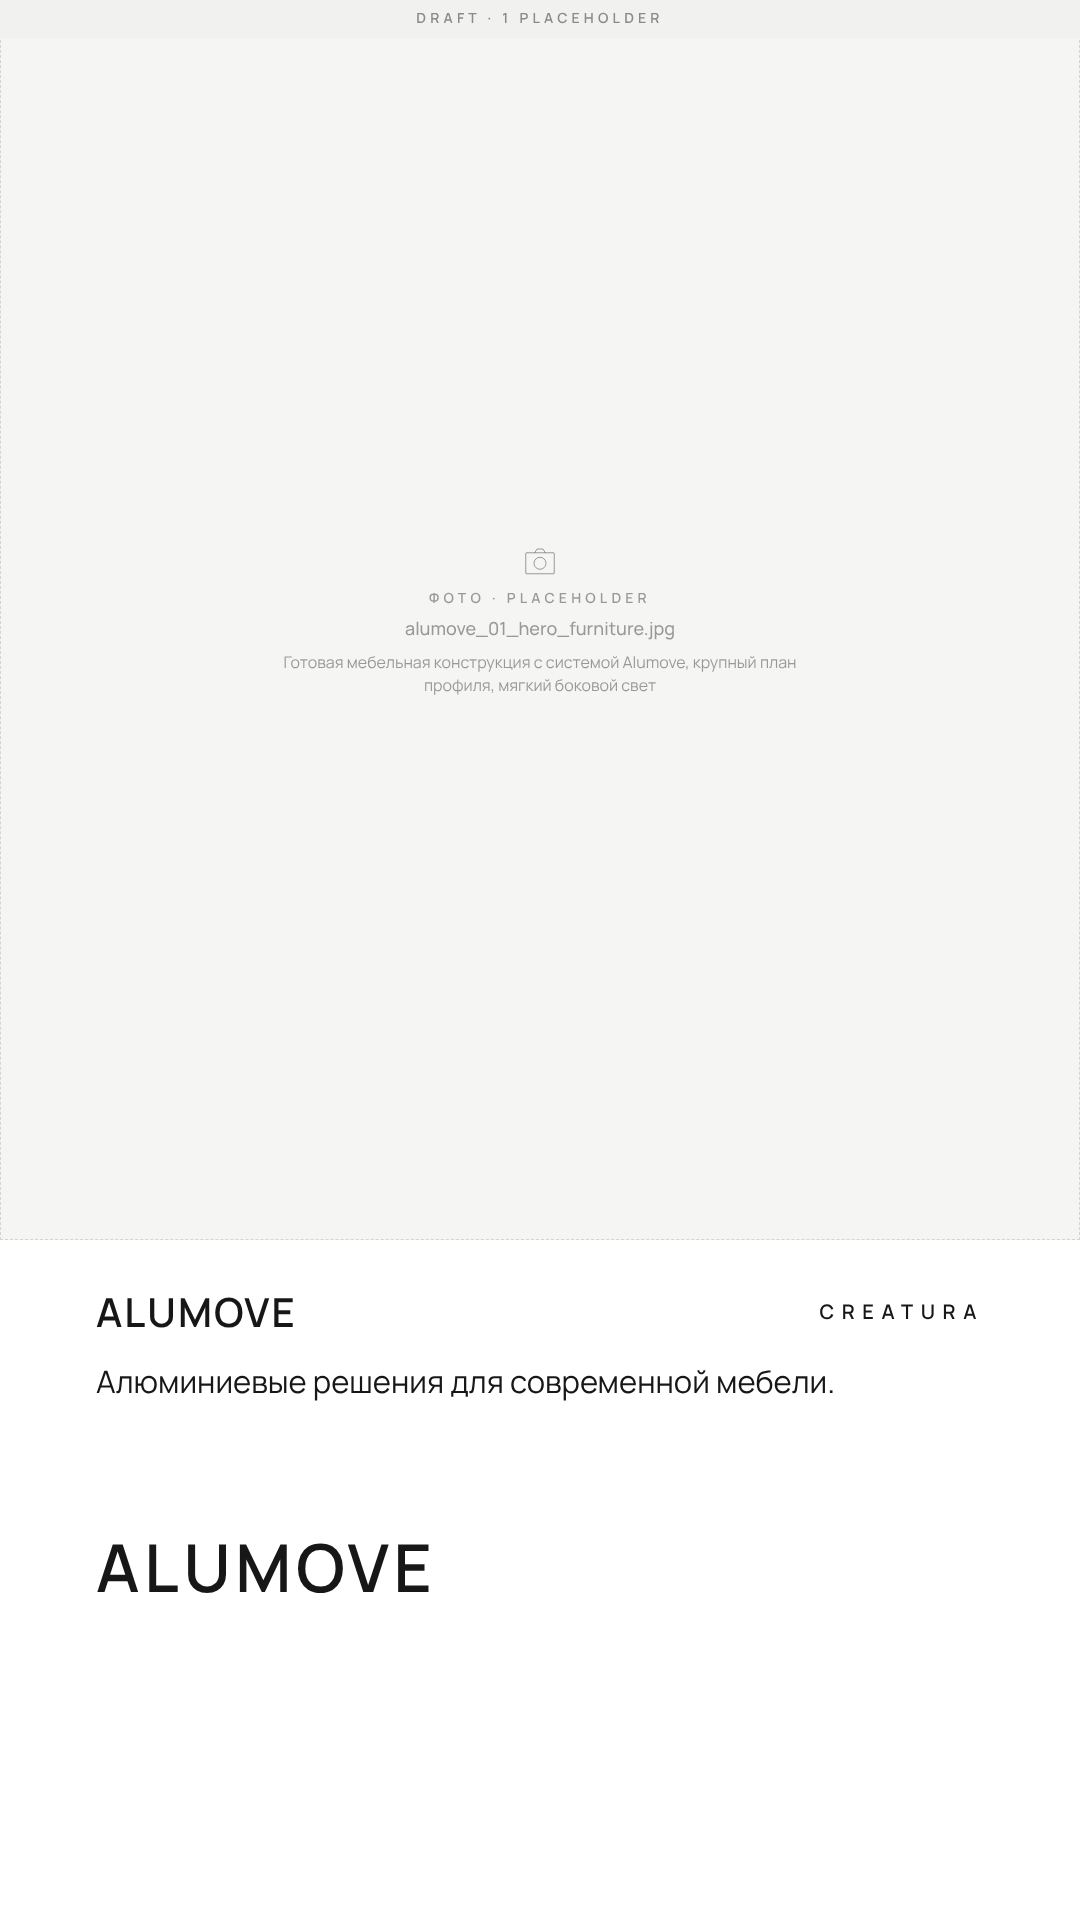 DRAFT · 1 PLACEHOLDER
ФОТО · PLACEHOLDER
alumove_01_hero_furniture.jpg
Готовая мебельная конструкция с системой Alumove, крупный план
профиля, мягкий боковой свет
ALUMOVE
CREATURA
Алюминиевые решения для современной мебели.
ALUMOVE